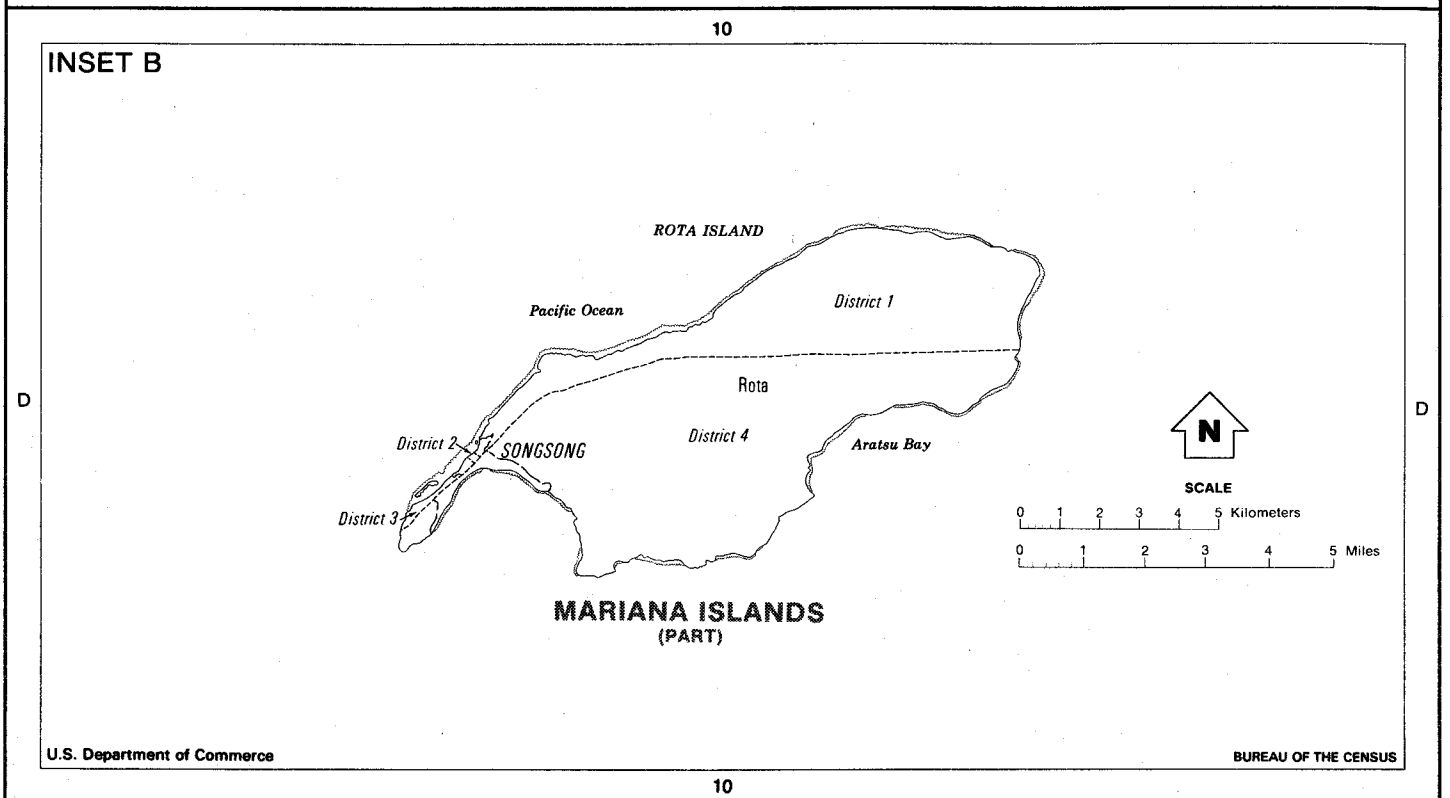 10
INSET B
ROTA ISLAND
District 1
Pacific Ocean
Rota
D
D
District 4
District 2
SONGSONG
Aratsu Bay
N
SCALE
0 1 2 3 4 5 Kilometers
District 3
0 1 2 3 4 5 Miles
MARIANA ISLANDS
(PART)
U.S. Department of Commerce
BUREAU OF THE CENSUS
10